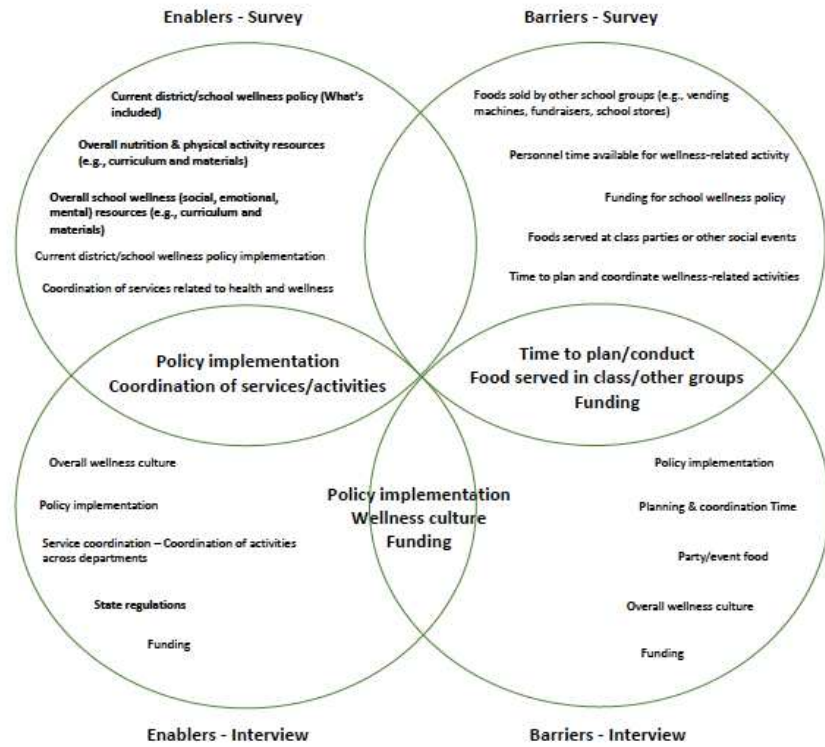 Enablers - Survey
Barriers - Survey
Current district/school wellness policy (What's
included)
Overall nutrition & physical activity resources
(e.g., curriculum and materials)
Overall school wellness (social, emotional,
mental) resources (e.g., curriculum and
materials)
Current district/school wellness policy implementation
Coordination of services related to health and wellness
Foods sold by other school groups (e.g., vending
machines, fundraisers, school stores)
Personnel time available for wellness-related activity
Funding for school wellness policy
Foods served at class parties or other social events
Time to plan and coordinate wellness-related activities
Policy implementation
Coordination of services/activities
Time to plan/conduct
Food served in class/other groups
Funding
Overall wellness culture
Policy implementation
Service coordination – Coordination of activities
across departments
State regulations
Funding
Policy implementation
Wellness culture
Funding
Policy implementation
Planning & coordination Time
Party/event food
Overall wellness culture
Funding
Enablers - Interview
Barriers - Interview